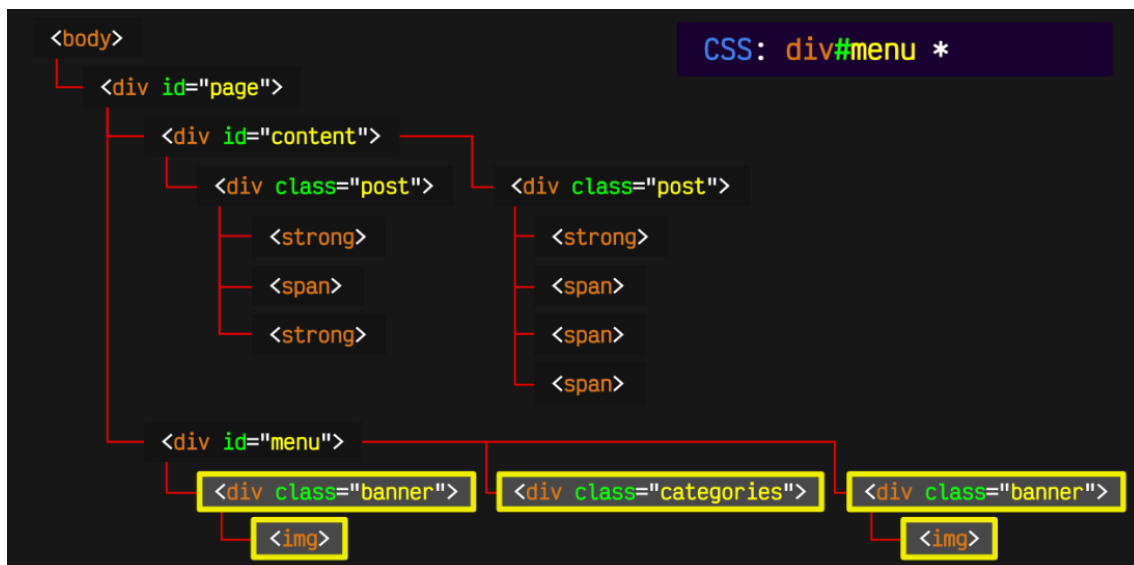 <body>
CSS: div#menu *
<div id="page">
<div id="content">
<div class="post"> <div class="post">
<strong> <strong>
<span> <span>
<strong> <span>
<span>
<div id="menu">
<div class="banner"> <div class="categories"> <div class="banner">
<img> <img>